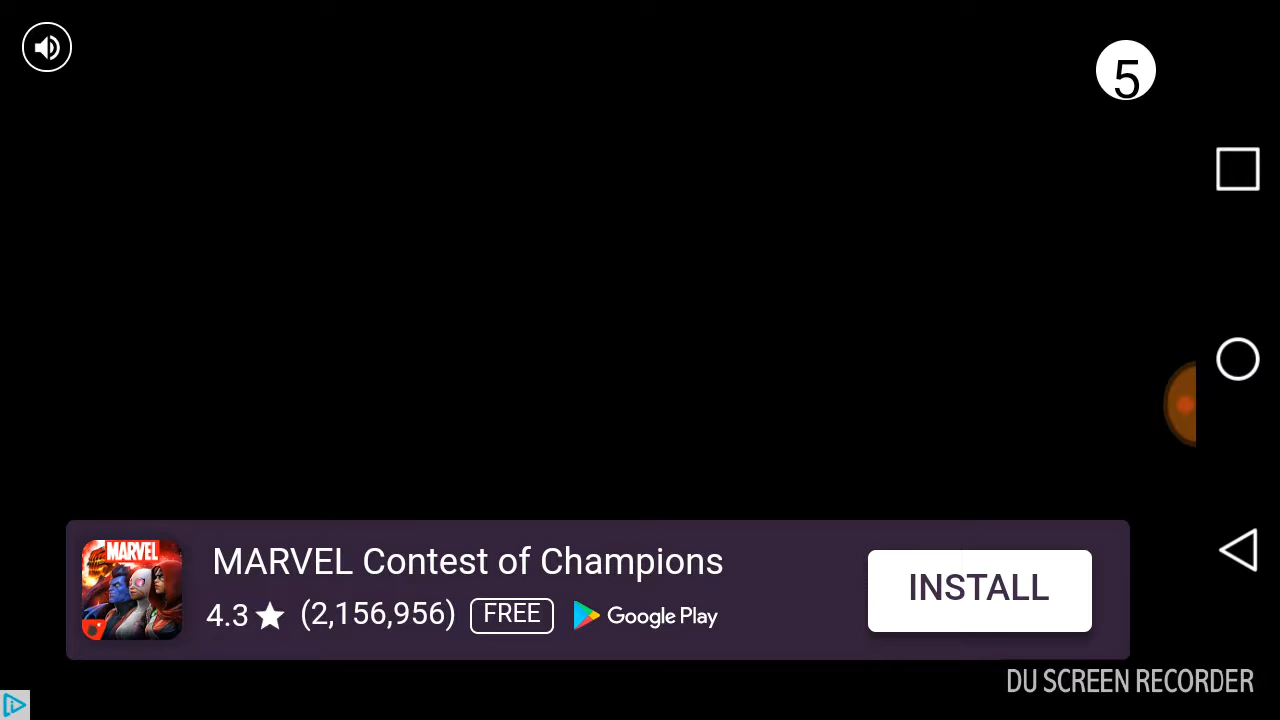 5
MARVEL
MARVEL Contest of Champions
4.3 (2,156,956) FREE Google Play
INSTALL
DU SCREEN RECORDER